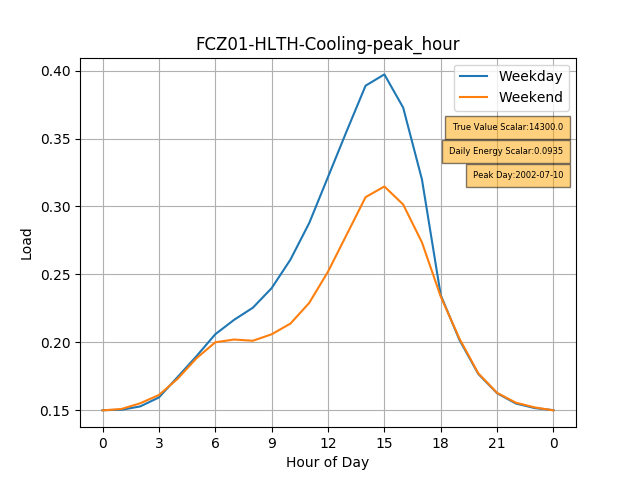 FCZ01-HLTH-Cooling-peak_hour
Weekday
Weekend
True Value Scalar:14300.0
Daily Energy Scalar:0.0935
Peak Day:2002-07-10
Load
0.40
0.35
0.30
0.25
0.20
0.15
0 3 6 9 12 15 18 21 0
Hour of Day